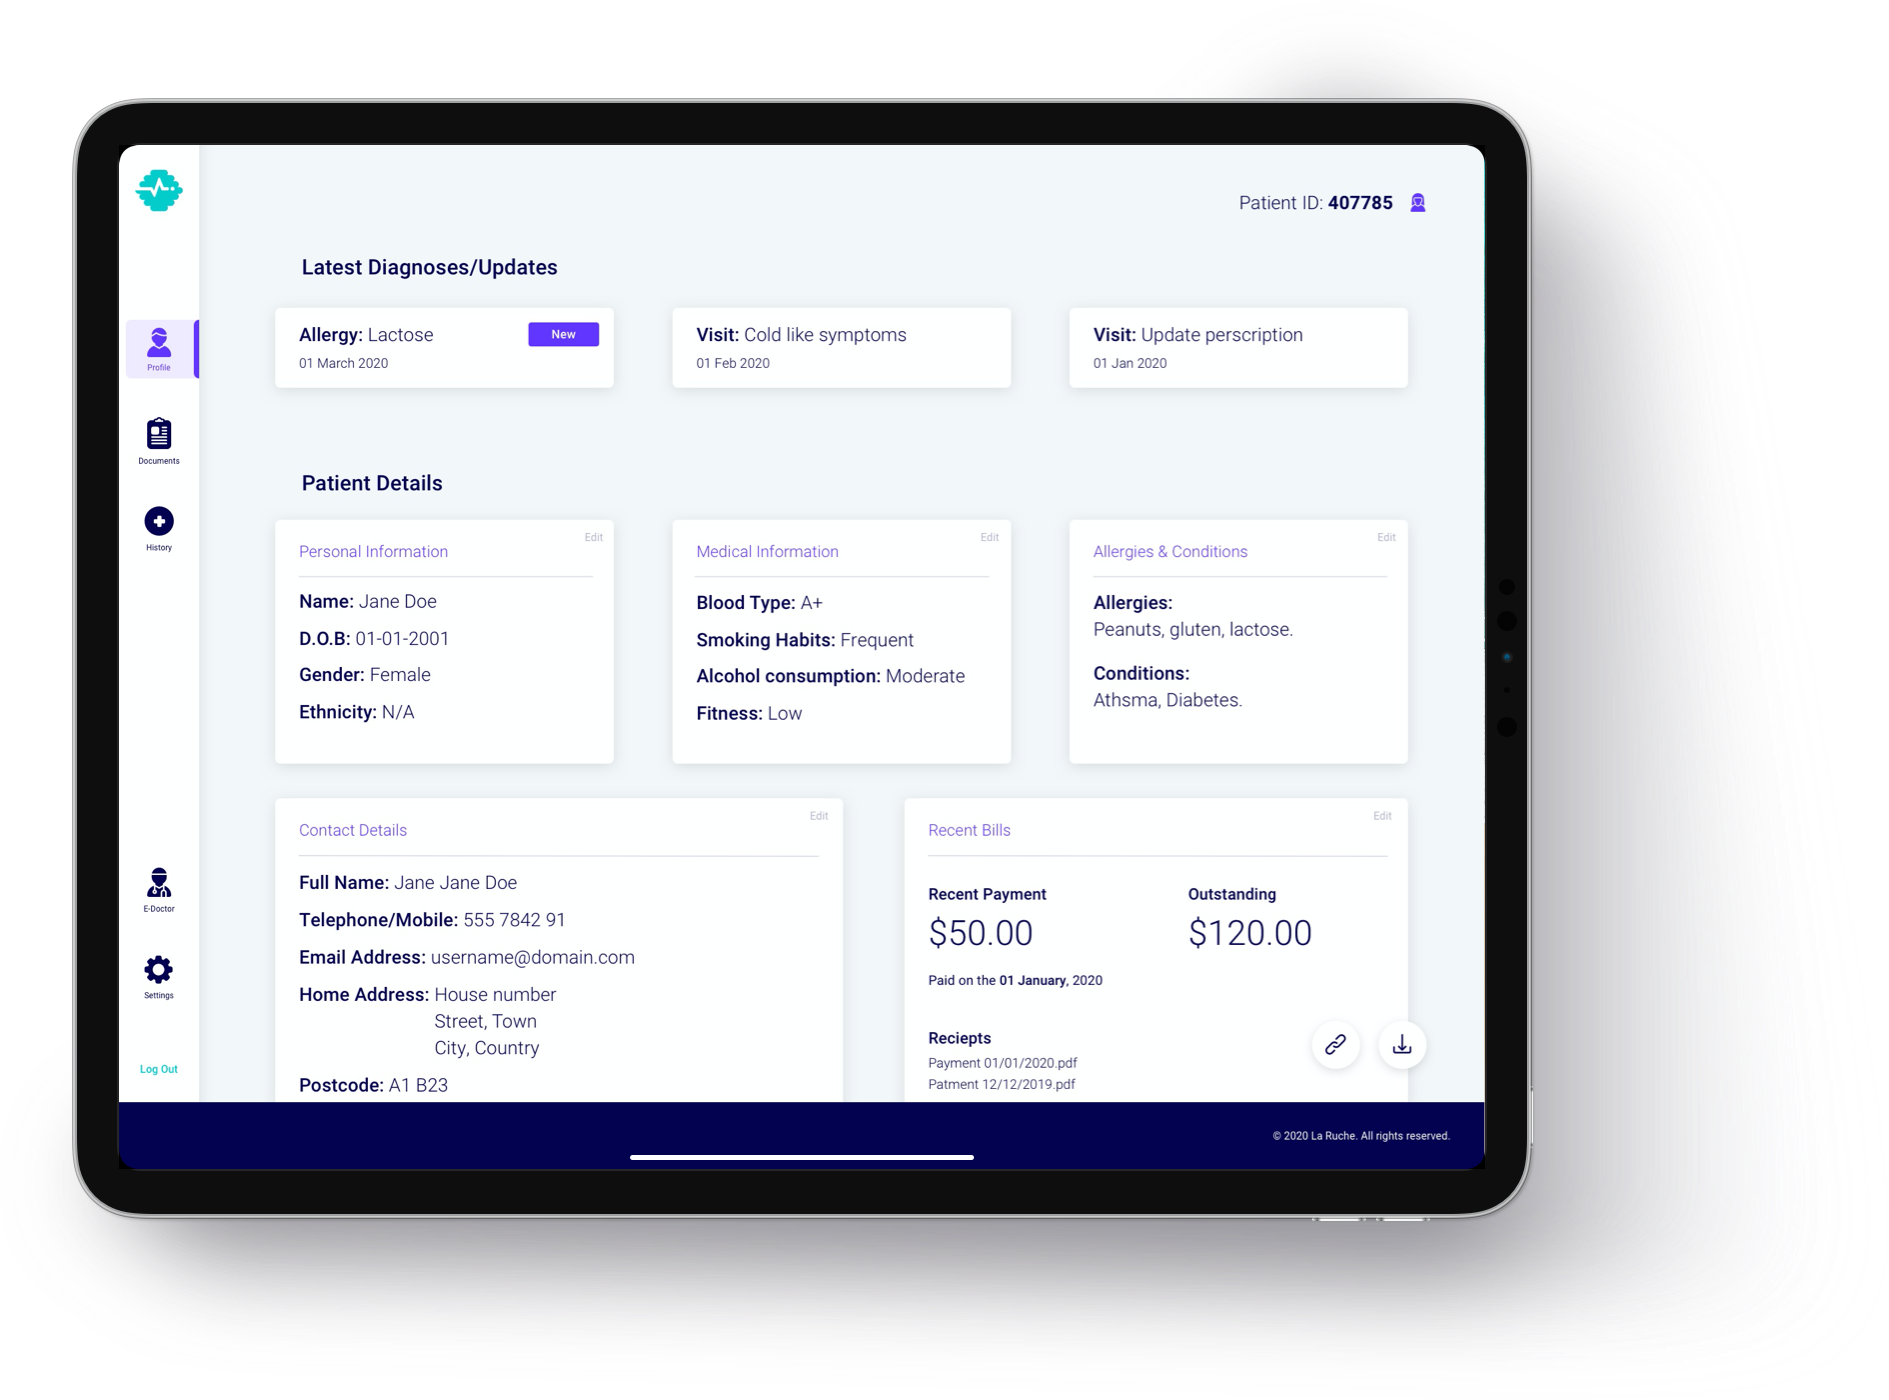 Patient ID: 407785
Latest Diagnoses/Updates
Allergy: Lactose
New
01 March 2020
Visit: Cold like symptoms
01 Feb 2020
Visit: Update perscription
01 Jan 2020
Profile
Documents
History
E-Doctor
Settings
Log Out
Patient Details
Personal Information
Edit
Name: Jane Doe
D.O.B: 01-01-2001
Gender: Female
Ethnicity: N/A
Medical Information
Edit
Blood Type: A+
Smoking Habits: Frequent
Alcohol consumption: Moderate
Fitness: Low
Allergies & Conditions
Edit
Allergies:
Peanuts, gluten, lactose.
Conditions:
Athsma, Diabetes.
Contact Details
Edit
Full Name: Jane Jane Doe
Telephone/Mobile: 555 7842 91
Email Address: username@domain.com
Home Address: House number
Street, Town
City, Country
Postcode: A1 B23
Recent Bills
Edit
Recent Payment
$50.00
Paid on the 01 January, 2020
Outstanding
$120.00
Reciepts
Payment 01/01/2020.pdf
Patment 12/12/2019.pdf
© 2020 La Ruche. All rights reserved.